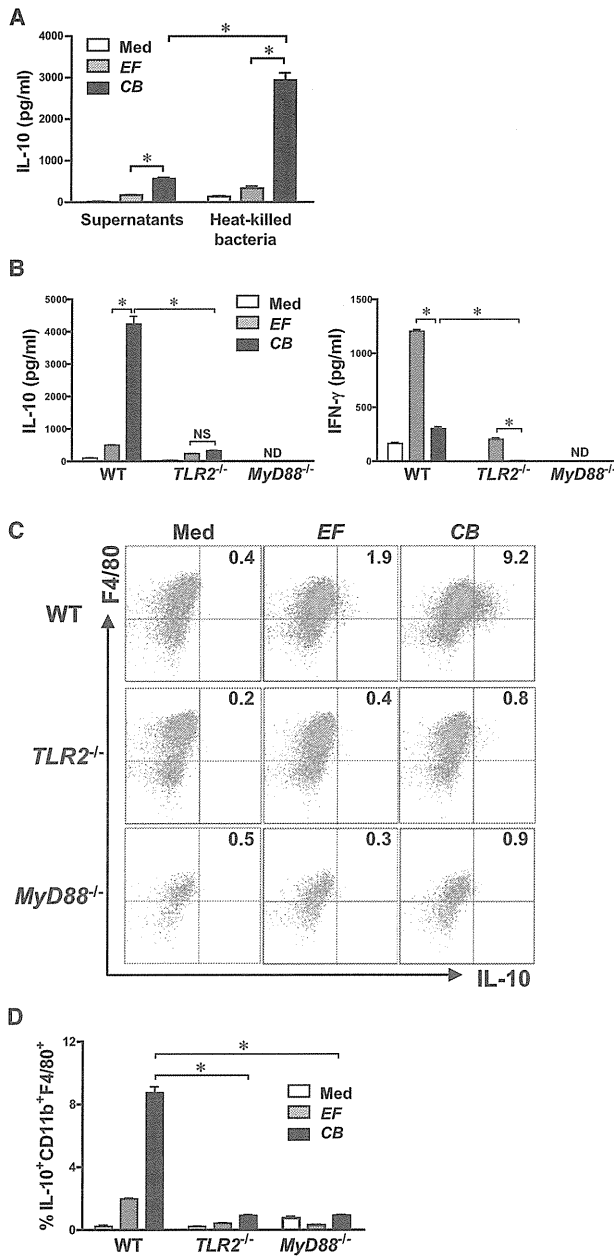 A
IL-10 (pg/ml)
4000
3000
2000
1000
0
Med
EF
CB
*
*
*
Supernatants
Heat-killed
bacteria
B
IL-10 (pg/ml)
5000
4000
3000
2000
1000
0
* *
Med
EF
CB
NS
ND
WT TLR2-/- MyD88-/-
IFN-γ (pg/ml)
1500
1000
500
0
* *
*
ND
WT TLR2-/- MyD88-/-
C
Med EF CB
F4/80
WT
0.4 1.9 9.2
TLR2-/-
0.2 0.4 0.8
MyD88-/-
0.5 0.3 0.9
IL-10
D
% IL-10+CD11b+F4/80+
12
8
4
0
*
*
Med
EF
CB
WT TLR2-/- MyD88-/-